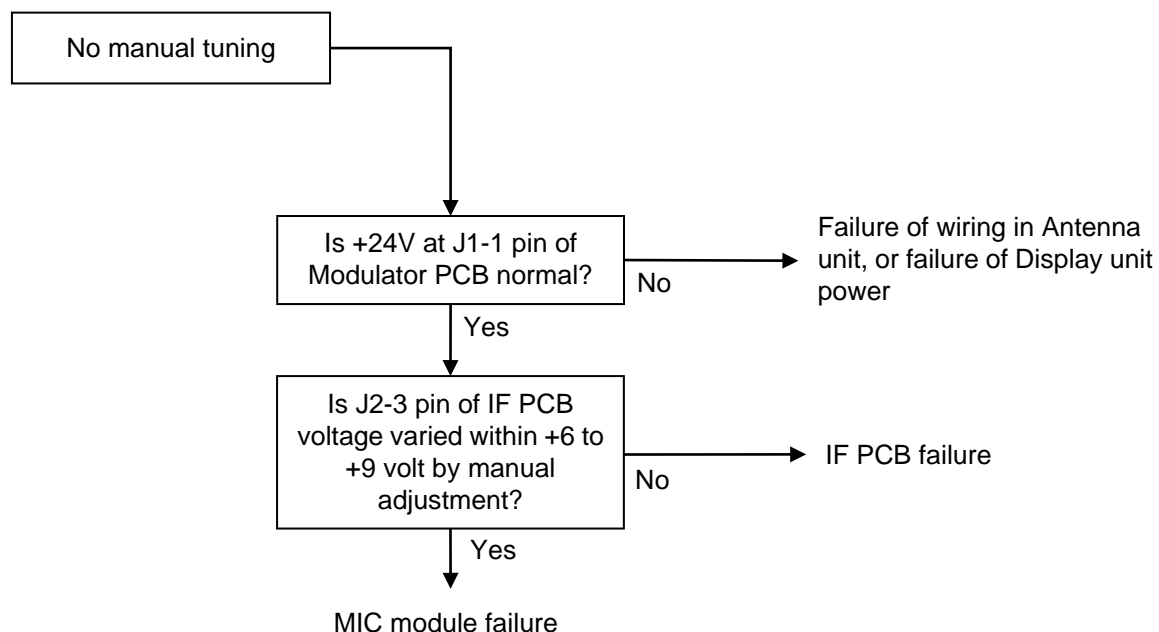 No manual tuning
Is +24V at J1-1 pin of
Modulator PCB normal?
No
Failure of wiring in Antenna
unit, or failure of Display unit
power
Yes
Is J2-3 pin of IF PCB
voltage varied within +6 to
+9 volt by manual
adjustment?
No
IF PCB failure
Yes
MIC module failure